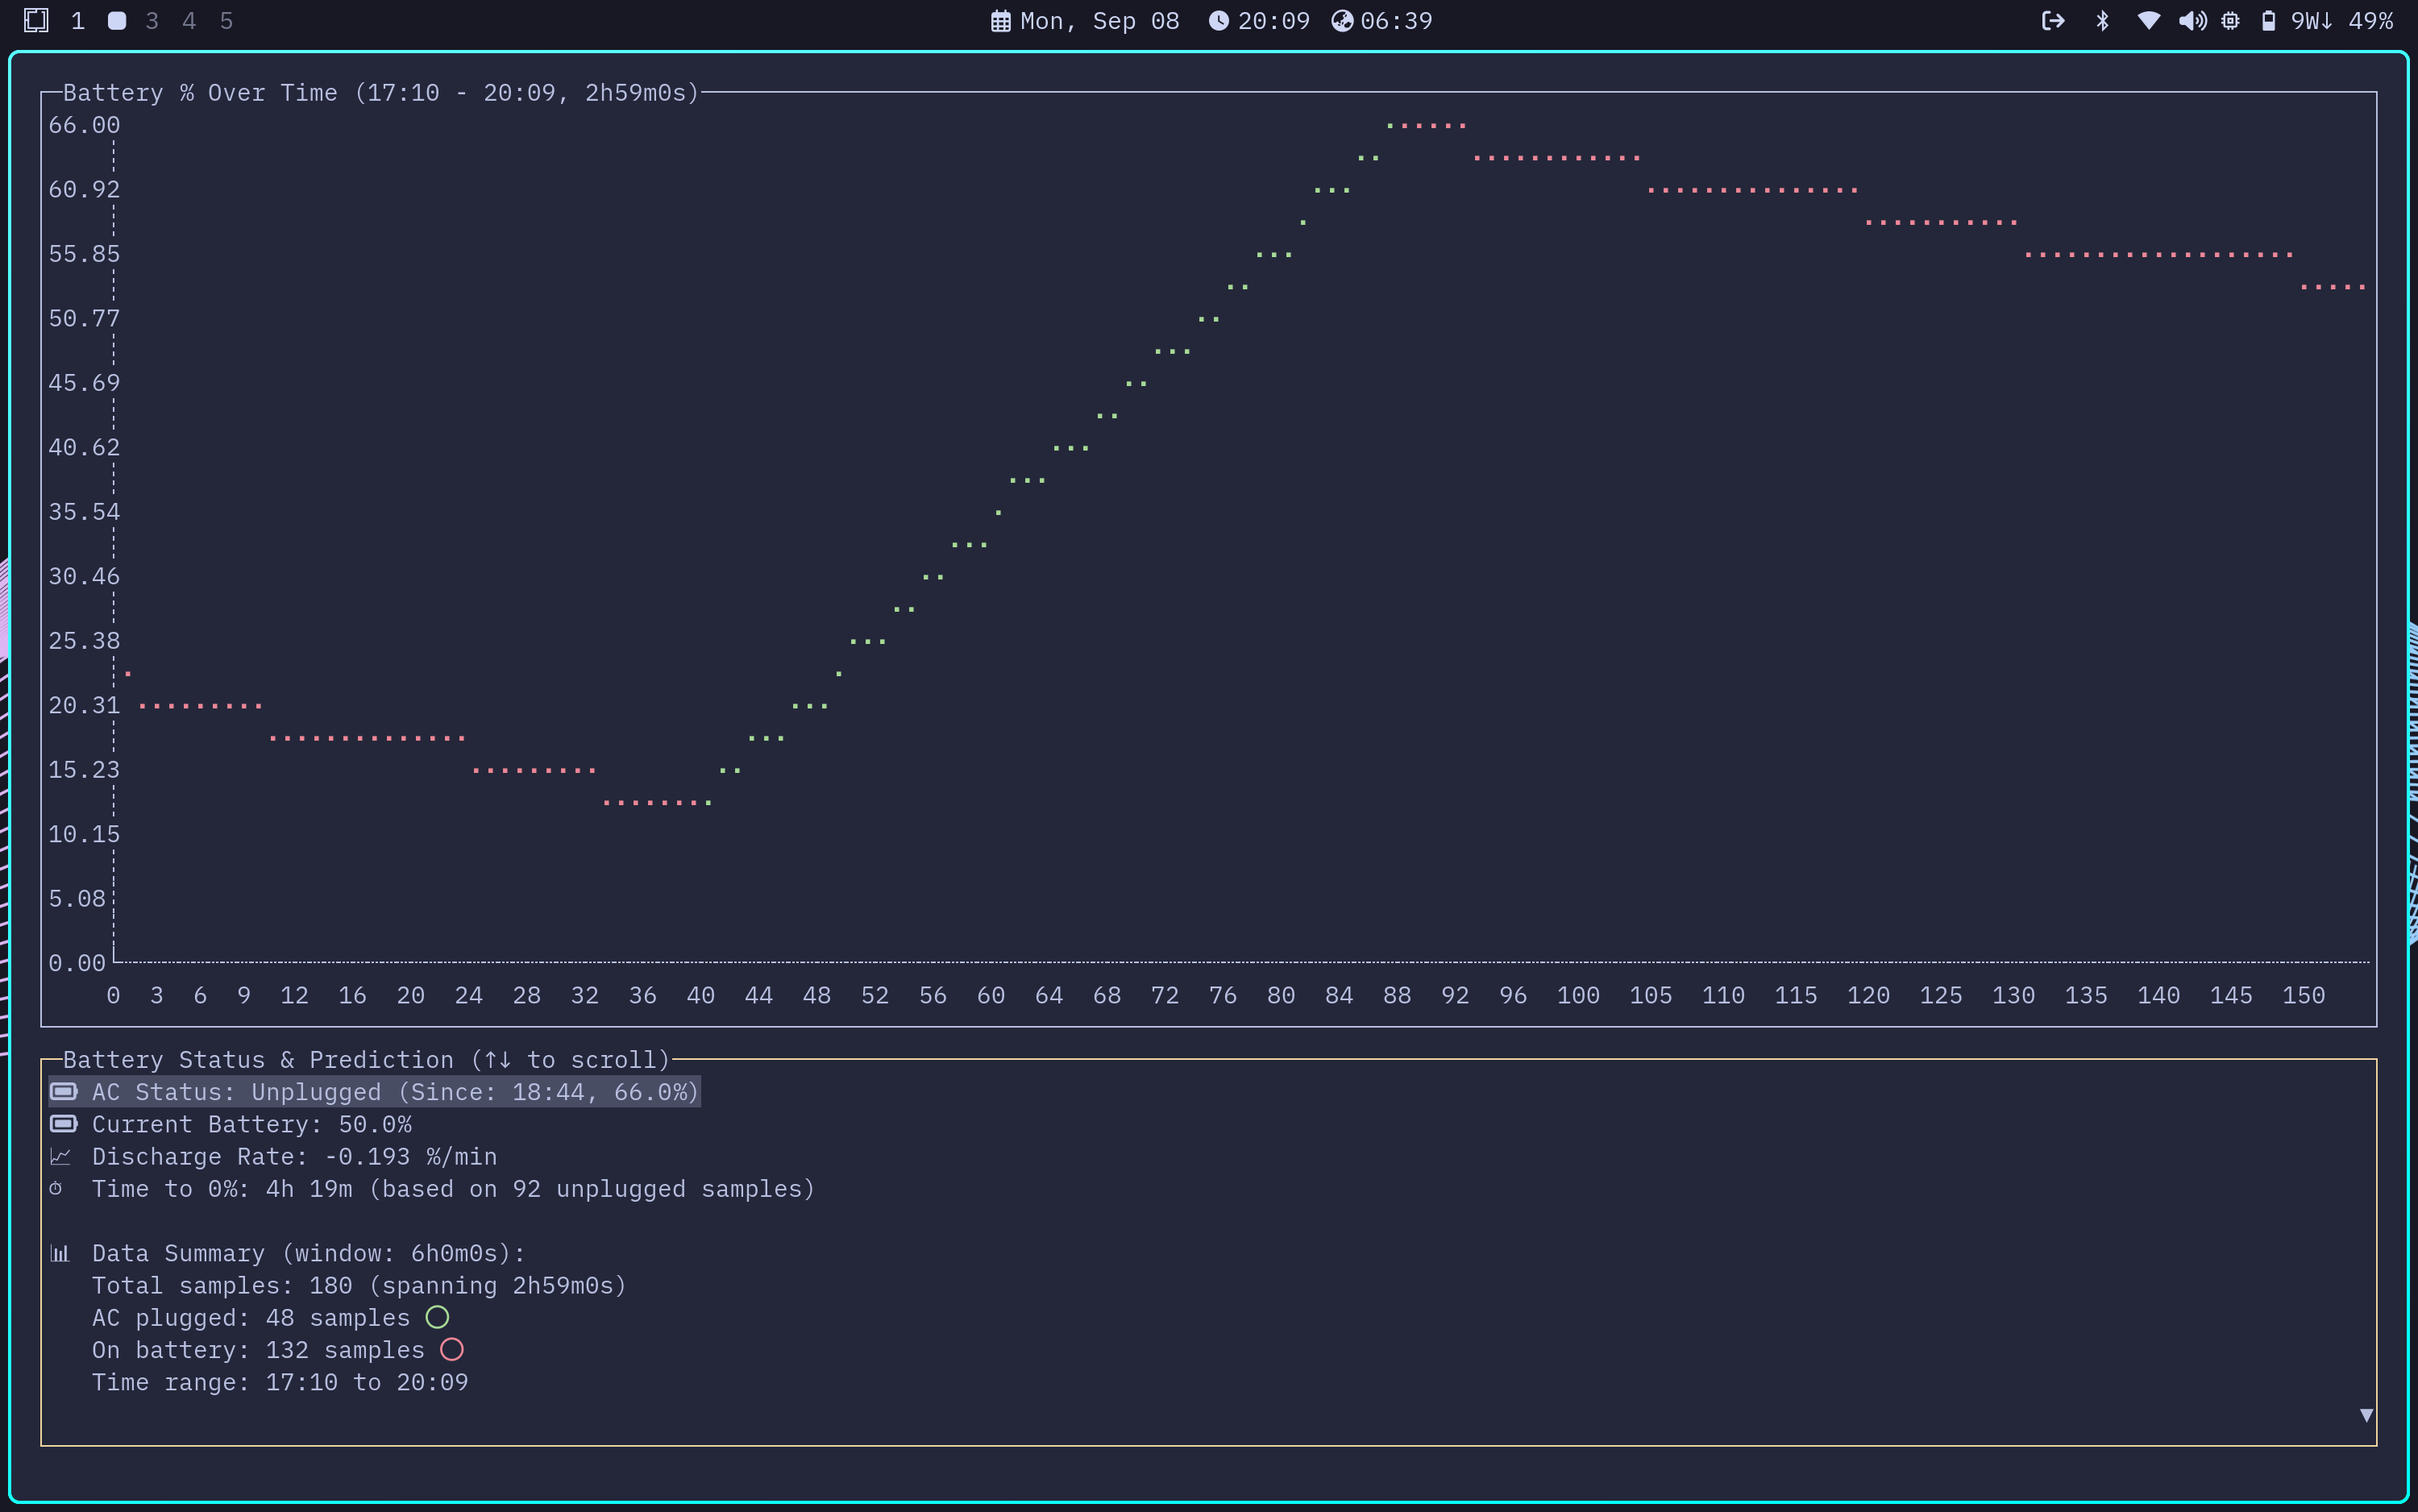 1 3 4 5 Mon, Sep 08 20:09 06:39 9W↓ 49%
Battery % Over Time (17:10 - 20:09, 2h59m0s)
66.00
60.92
55.85
50.77
45.69
40.62
35.54
30.46
25.38
20.31
15.23
10.15
5.08
0.00
0 3 6 9 12 16 20 24 28 32 36 40 44 48 52 56 60 64 68 72 76 80 84 88 92 96 100 105 110 115 120 125 130 135 140 145 150
Battery Status & Prediction (↑↓ to scroll)
AC Status: Unplugged (Since: 18:44, 66.0%)
Current Battery: 50.0%
Discharge Rate: -0.193 %/min
Time to 0%: 4h 19m (based on 92 unplugged samples)
Data Summary (window: 6h0m0s):
Total samples: 180 (spanning 2h59m0s)
AC plugged: 48 samples
On battery: 132 samples
Time range: 17:10 to 20:09